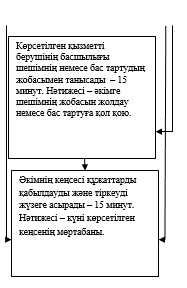 Көрсетілген қызметті
берушінің басшылығы
шешімнің немесе бас тартудың
жобасымен танысады – 15
минут. Нәтижесі – әкімге
шешімнің жобасын жолдау
немесе бас тартуға қол қою.
Әкімнің кеңсесі құжаттарды
қабылдауды және тіркеуді
жүзеге асырады – 15 минут.
Нәтижесі – күні көрсетілген
кеңсенің мөртабаны.